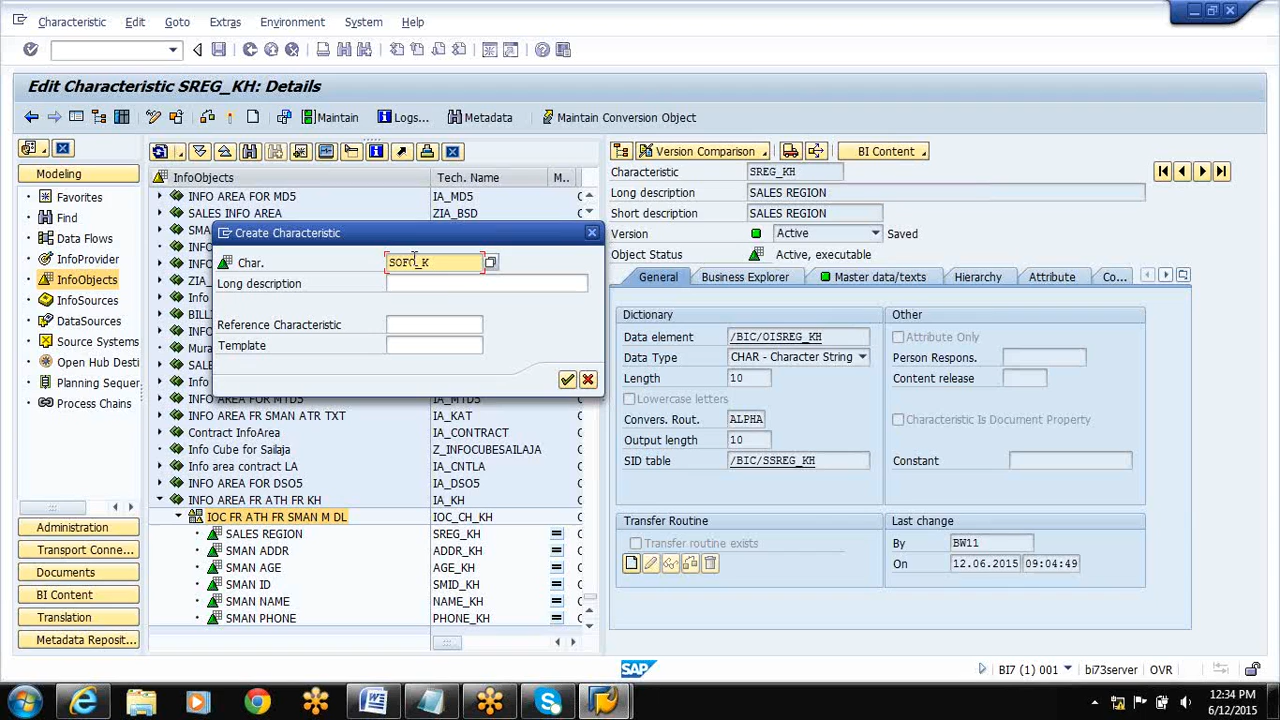 Characteristic Edit Goto Extras Environment System Help
Edit Characteristic SREG_KH: Details
Maintain Logs... Metadata Maintain Conversion Object
Modeling
Favorites
Find
Data Flows
InfoProvider
InfoObjects
InfoSources
DataSources
Source Systems
Open Hub Desti
Planning Sequer
Process Chains
Administration
Transport Conne...
Documents
BI Content
Translation
Metadata Reposit...
InfoObjects Tech. Name M..
INFO AREA FOR MD5 IA_MD5
SALES INFO AREA ZIA_BSD
Create Characteristic
Char. SOFC_K
Long description
Reference Characteristic
Template
INFO AREA FR SMAN ATR TXT IA_KAT
Contract InfoArea IA_CONTRACT
Info Cube for Sailaja Z_INFOCUBESAILAJA
Info area contract LA IA_CNTLA
INFO AREA FOR DSO5 IA_DSO5
INFO AREA FR ATH FR KH IA_KH
IOC FR ATH FR SMAN M DL IOC_CH_KH
SALES REGION SREG_KH
SMAN ADDR ADDR_KH
SMAN AGE AGE_KH
SMAN ID SMID_KH
SMAN NAME NAME_KH
SMAN PHONE PHONE_KH
Version Comparison BI Content
Characteristic SREG_KH
Long description SALES REGION
Short description SALES REGION
Version Active Saved
Object Status Active, executable
General Business Explorer Master data/texts Hierarchy Attribute Co...
Dictionary
Data element /BIC/OISREG_KH
Data Type CHAR - Character String
Length 10
Lowercase letters
Convers. Rout. ALPHA
Output length 10
SID table /BIC/SSREG_KH
Other
Attribute Only
Person Respons.
Content release
Characteristic Is Document Property
Constant
Transfer Routine
Transfer routine exists
Last change
By BW11
On 12.06.2015 09:04:49
SAP
BI7 (1) 001 bi73server OVR
12:34 PM
6/12/2015